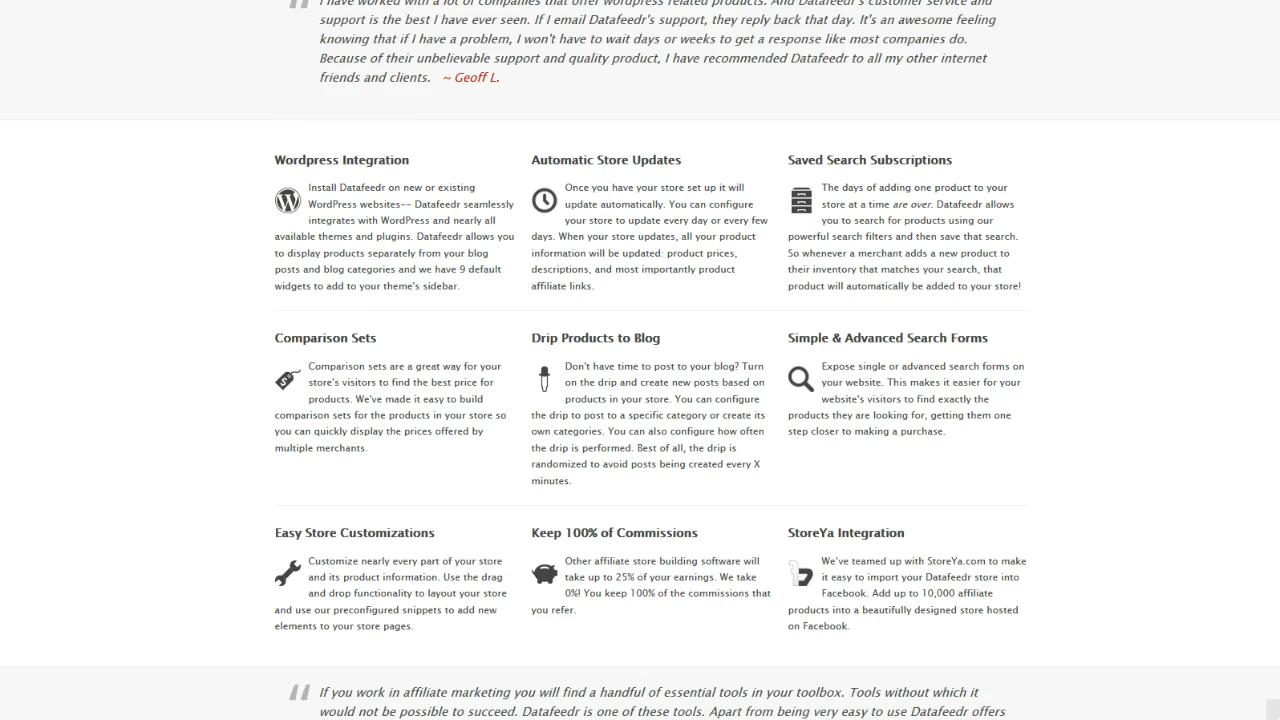 I have worked with a lot of companies that offer wordpress related products. And Datafeedr's customer service and
support is the best I have ever seen. If I email Datafeedr's support, they reply back that day. It's an awesome feeling
knowing that if I have a problem, I won't have to wait days or weeks to get a response like most companies do.
Because of their unbelievable support and quality product, I have recommended Datafeedr to all my other internet
friends and clients. ~ Geoff L.
Wordpress Integration
Install Datafeedr on new or existing
WordPress websites-- Datafeedr seamlessly
integrates with WordPress and nearly all
available themes and plugins. Datafeedr allows you
to display products separately from your blog
posts and blog categories and we have 9 default
widgets to add to your theme's sidebar.
Automatic Store Updates
Once you have your store set up it will
update automatically. You can configure
your store to update every day or every few
days. When your store updates, all your product
information will be updated: product prices,
descriptions, and most importantly product
affiliate links.
Saved Search Subscriptions
The days of adding one product to your
store at a time are over. Datafeedr allows
you to search for products using our
powerful search filters and then save that search.
So whenever a merchant adds a new product to
their inventory that matches your search, that
product will automatically be added to your store!
Comparison Sets
Comparison sets are a great way for your
store's visitors to find the best price for
products. We've made it easy to build
comparison sets for the products in your store so
you can quickly display the prices offered by
multiple merchants.
Drip Products to Blog
Don't have time to post to your blog? Turn
on the drip and create new posts based on
products in your store. You can configure
the drip to post to a specific category or create its
own categories. You can also configure how often
the drip is performed. Best of all, the drip is
randomized to avoid posts being created every X
minutes.
Simple & Advanced Search Forms
Expose single or advanced search forms on
your website. This makes it easier for your
website's visitors to find exactly the
products they are looking for, getting them one
step closer to making a purchase.
Easy Store Customizations
Customize nearly every part of your store
and its product information. Use the drag
and drop functionality to layout your store
and use our preconfigured snippets to add new
elements to your store pages.
Keep 100% of Commissions
Other affiliate store building software will
take up to 25% of your earnings. We take
0%! You keep 100% of the commissions that
you refer.
StoreYa Integration
We've teamed up with StoreYa.com to make
it easy to import your Datafeedr store into
Facebook. Add up to 10,000 affiliate
products into a beautifully designed store hosted
on Facebook.
If you work in affiliate marketing you will find a handful of essential tools in your toolbox. Tools without which it
would not be possible to succeed. Datafeedr is one of these tools. Apart from being very easy to use Datafeedr offers